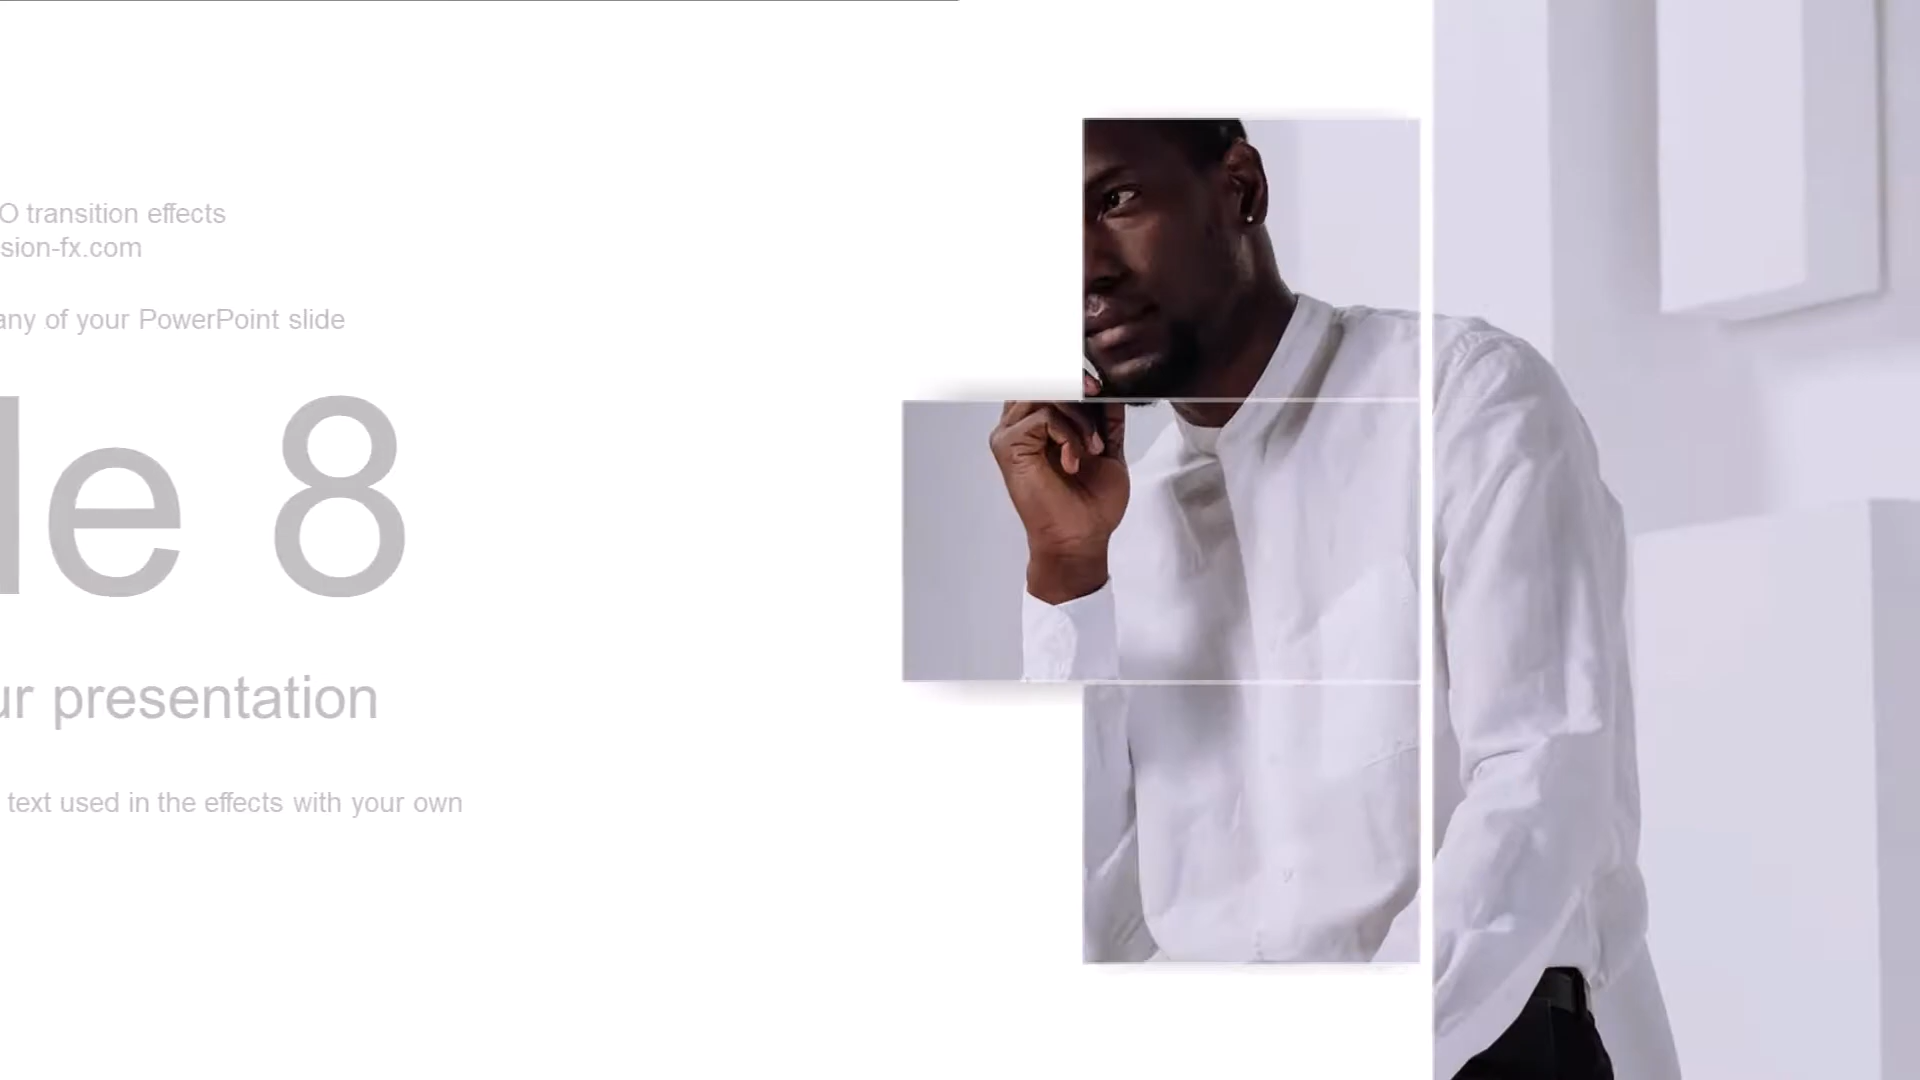 O transition effects
sion-fx.com
any of your PowerPoint slide
le 8
ur presentation
text used in the effects with your own